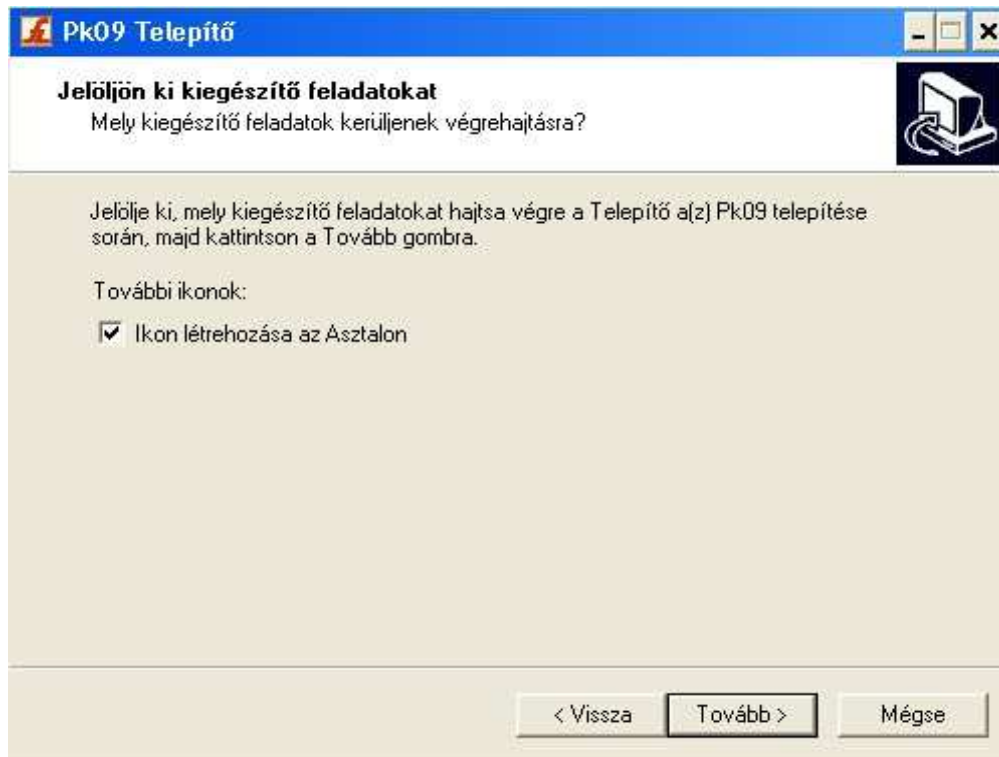 Pk09 Telepítő
Jelöljön ki kiegészítő feladatokat
Mely kiegészítő feladatok kerüljenek végrehajtásra?
Jelölje ki, mely kiegészítő feladatokat hajtsa végre a Telepítő a(z) Pk09 telepítése
során, majd kattintson a Tovább gombra.
További ikonok:
Ikon létrehozása az Asztalon
< Vissza
Tovább >
Mégse